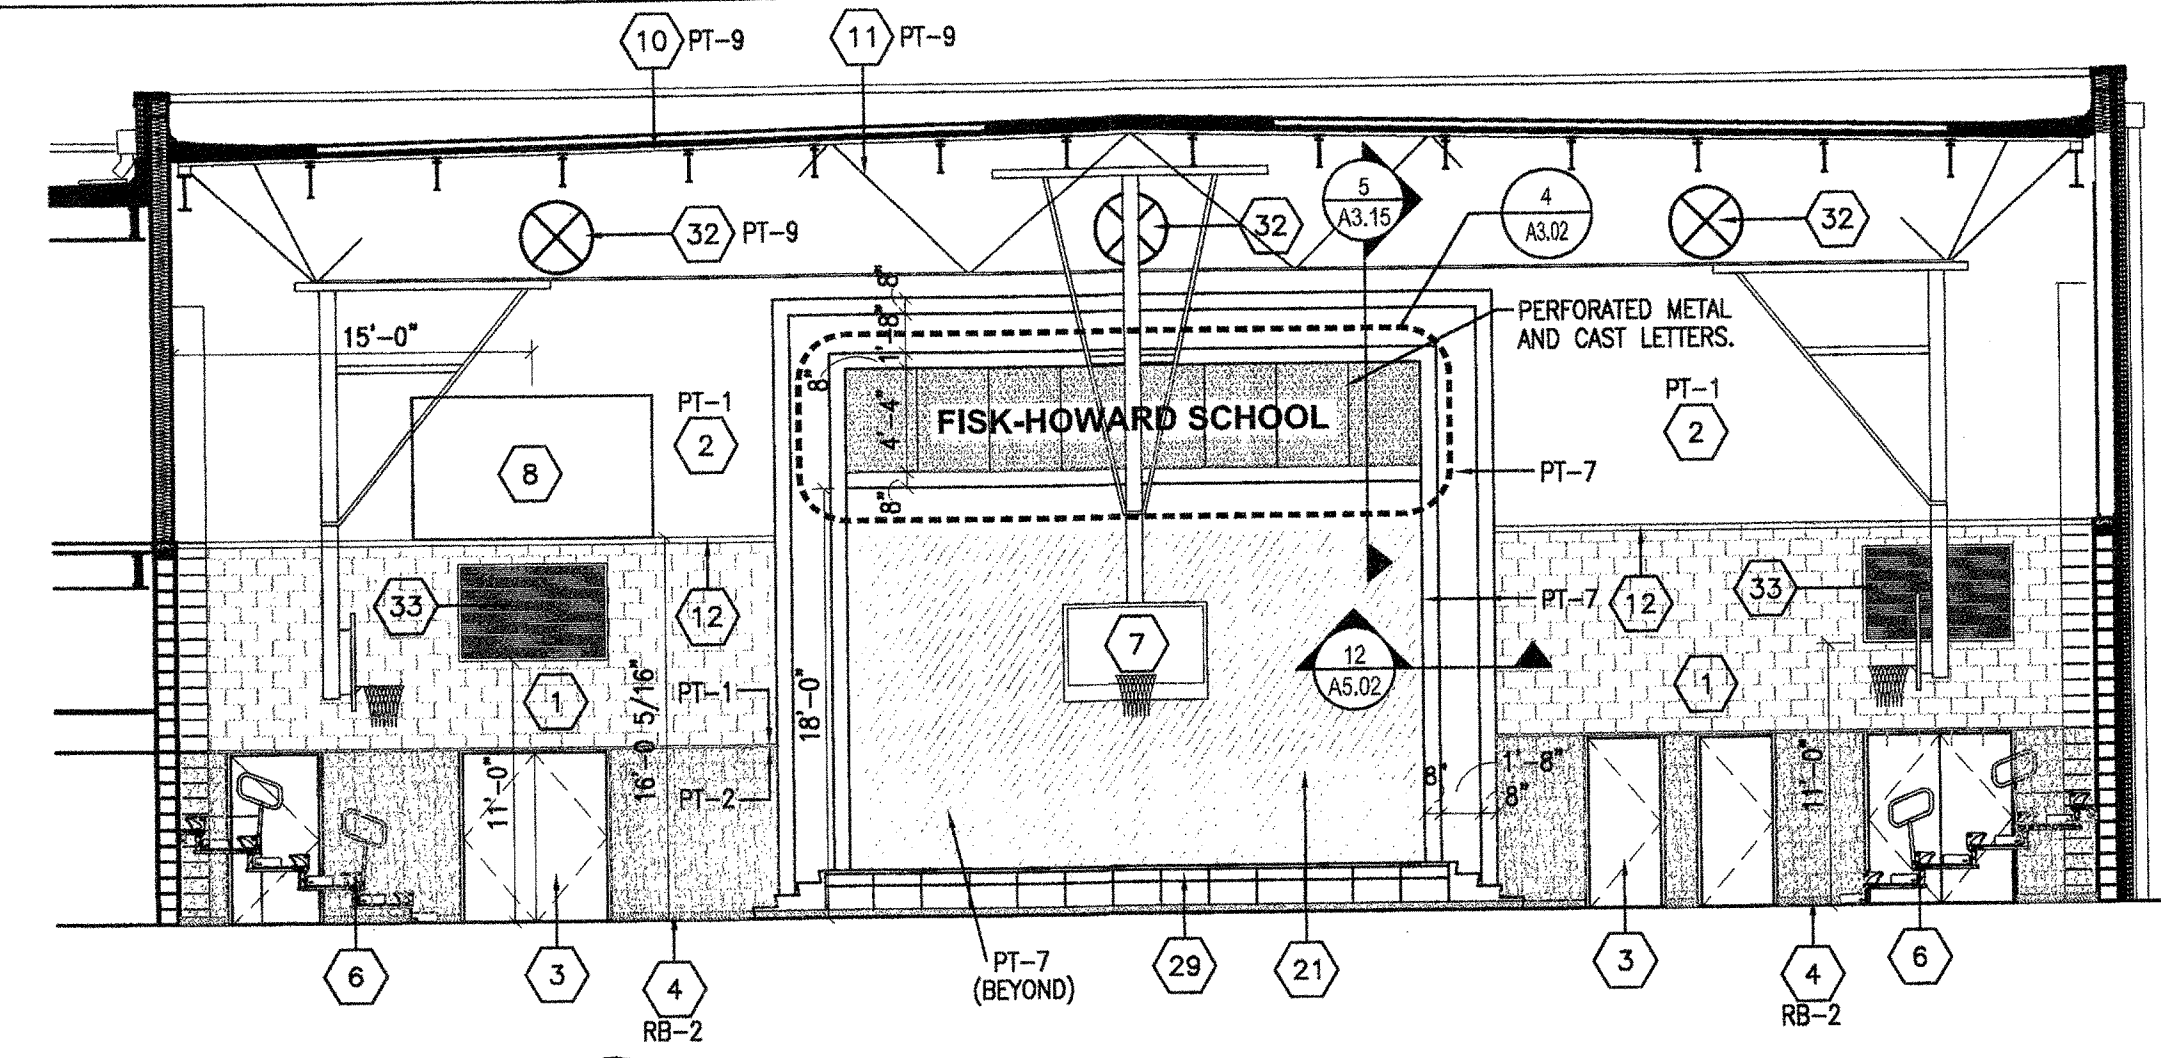 10 PT-9
11 PT-9
32 PT-9
32
5
A3.15
4
A3.02
32
8"
1'-8"
8"
4'-4"
8"
15'-0"
PERFORATED METAL
AND CAST LETTERS.
PT-1
2
PT-1
2
8
FISK-HOWARD SCHOOL
PT-7
33
12
PT-7
12
33
7
12
A5.02
1
1
16'-0 5/16"
PT-1
18'-0"
PT-2
11'-0"
8"
1'-8"
8"
11'-0"
6
3
4
RB-2
PT-7
(BEYOND)
29
21
3
4
RB-2
6